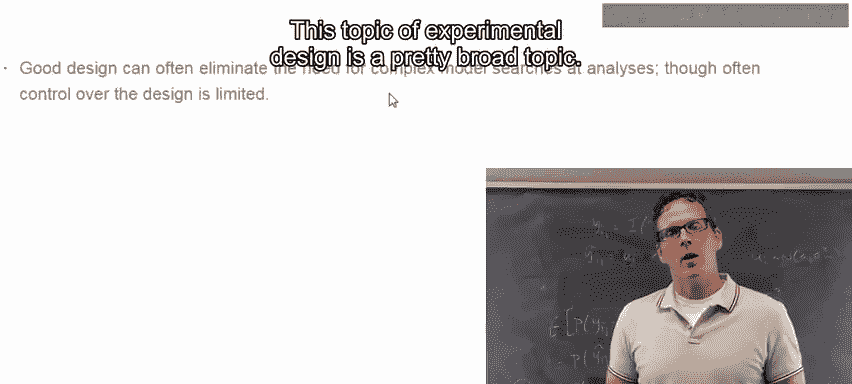 This topic of experimental
design is a pretty broad topic.
· Good design can often eliminate the need for complex model searches at analyses; though often
control over the design is limited.